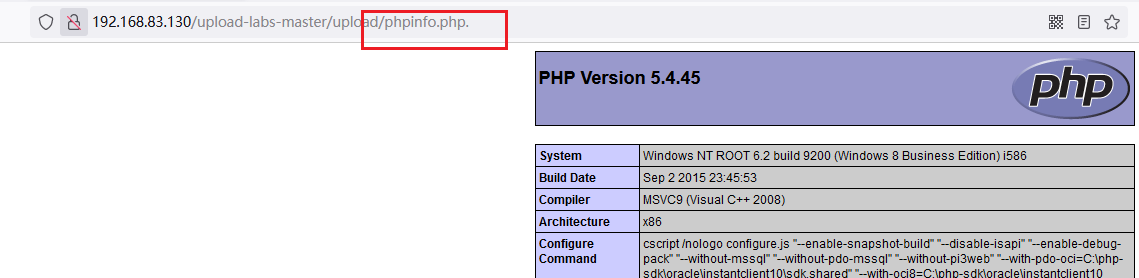 192.168.83.130/upload-labs-master/upload/phpinfo.php.
PHP Version 5.4.45
php
System Windows NT ROOT 6.2 build 9200 (Windows 8 Business Edition) i586
Build Date Sep 2 2015 23:45:53
Compiler MSVC9 (Visual C++ 2008)
Architecture x86
Configure Command cscript /nologo configure.js "--enable-snapshot-build" "--disable-isapi" "--enable-debug-
pack" "--without-mssql" "--without-pdo-mssql" "--without-pi3web" "--with-pdo-oci=C:\php-
sdk\oracle\instantclient10\sdk,shared" "--with-oci8=C:\php-sdk\oracle\instantclient10